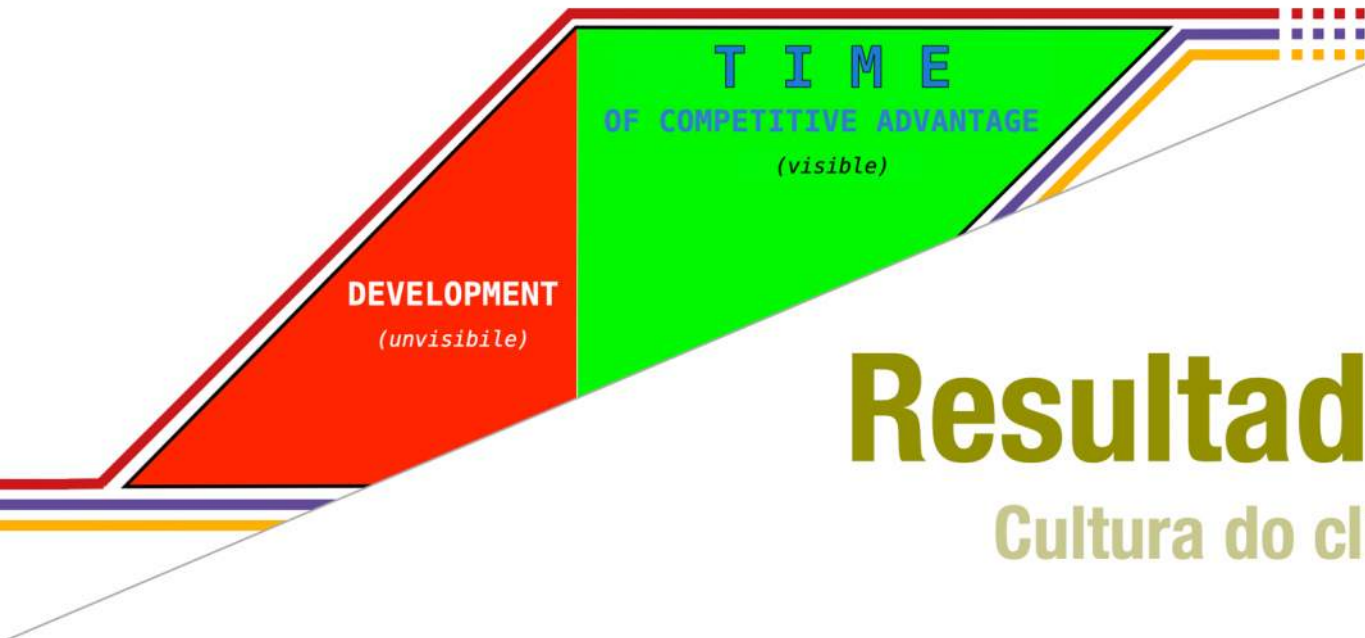 T I M E
OF COMPETITIVE ADVANTAGE
(visible)
DEVELOPMENT
(unvisibile)
Resultad
Cultura do cl